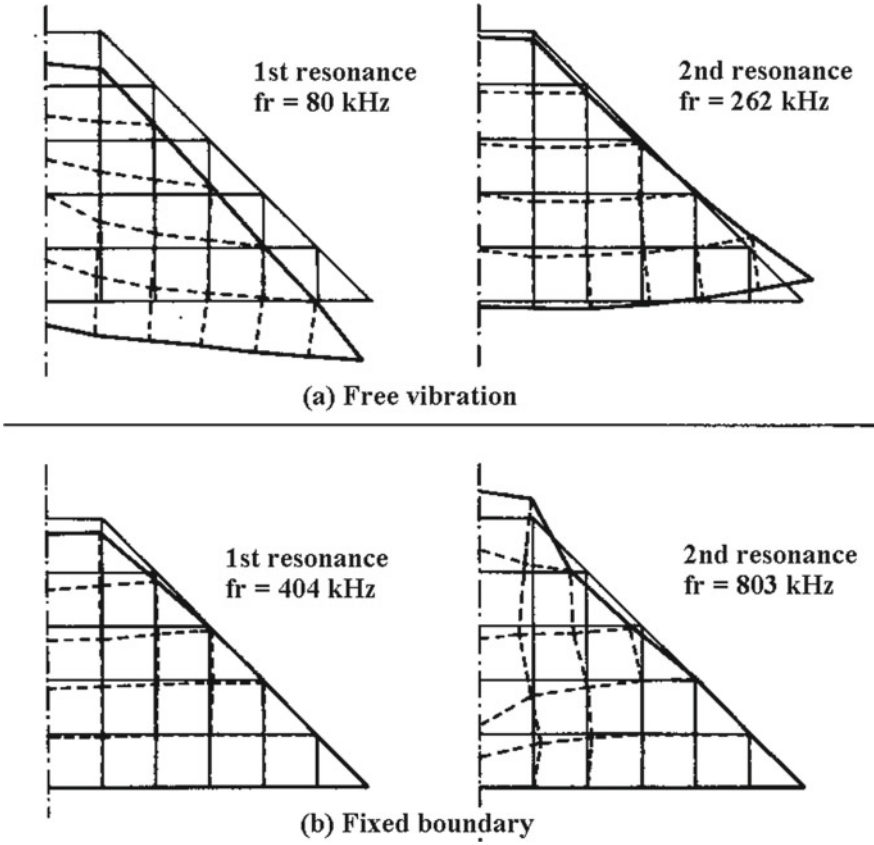 1st resonance
fr = 80 kHz
2nd resonance
fr = 262 kHz
(a) Free vibration
1st resonance
fr = 404 kHz
2nd resonance
fr = 803 kHz
(b) Fixed boundary